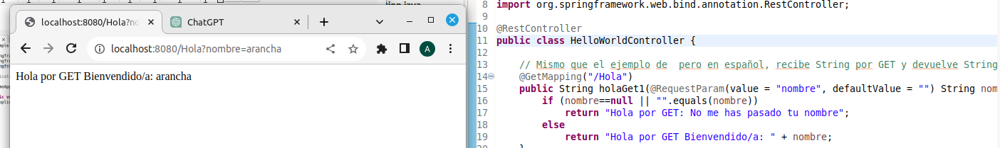 localhost:8080/Hola?no
ChatGPT
localhost:8080/Hola?nombre=arancha
A
Hola por GET Bienvendido/a: arancha
8 import org.springframework.web.bind.annotation.RestController;
9
10 @RestController
11 public class HelloWorldController {
12
13 // Mismo que el ejemplo de  pero en español, recibe String por GET y devuelve String
14 @GetMapping("/Hola")
15 public String holaGet1(@RequestParam(value = "nombre", defaultValue = "") String nom
16 if (nombre==null || "".equals(nombre))
17 return "Hola por GET: No me has pasado tu nombre";
18 else
19 return "Hola por GET Bienvendido/a: " + nombre;
}